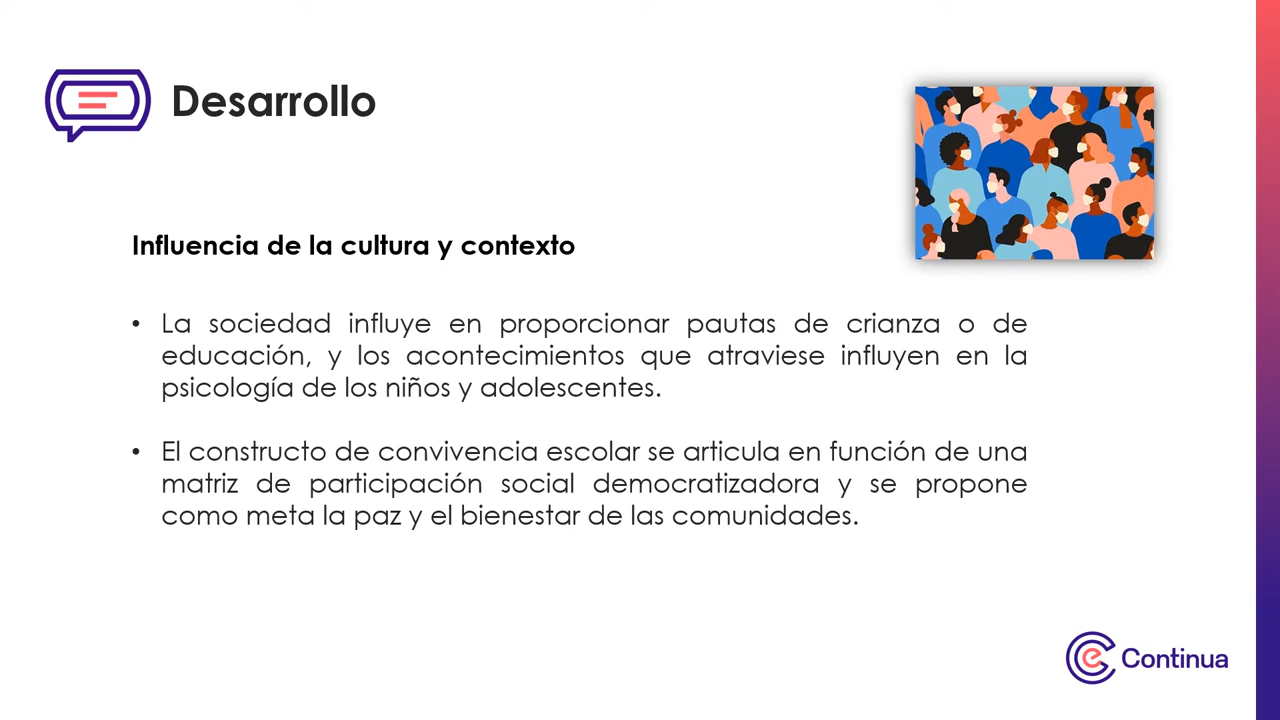 Desarrollo
Influencia de la cultura y contexto
• La sociedad influye en proporcionar pautas de crianza o de
educación, y los acontecimientos que atraviese influyen en la
psicología de los niños y adolescentes.
• El constructo de convivencia escolar se articula en función de una
matriz de participación social democratizadora y se propone
como meta la paz y el bienestar de las comunidades.
e Continua